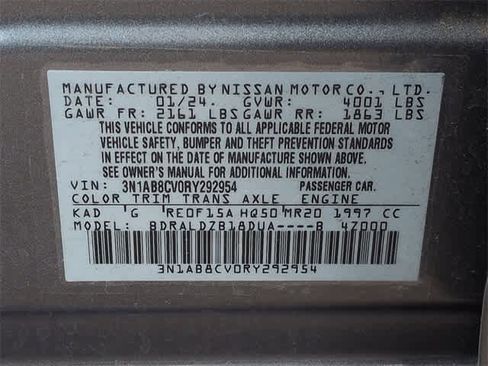 MANUFACTURED BY NISSAN MOTOR CO., LTD.
DATE: 01/24. GVWR: 4001 LBS
GAWR FR: 2161 LBS GAWR RR: 1863 LBS
THIS VEHICLE CONFORMS TO ALL APPLICABLE FEDERAL MOTOR
VEHICLE SAFETY, BUMPER AND THEFT PREVENTION STANDARDS
IN EFFECT ON THE DATE OF MANUFACTURE SHOWN ABOVE.
SEE OWNER'S MANUAL FOR ADDITIONAL INFORMATION.
VIN: 3N1AB8CV0RY292954 PASSENGER CAR.
COLOR TRIM TRANS AXLE ENGINE
KAD G RE0F15A HQ50 MR20 1997 CC
MODEL: BDRALDZB18DUA----B 4Z000
3N1AB8CV0RY292954